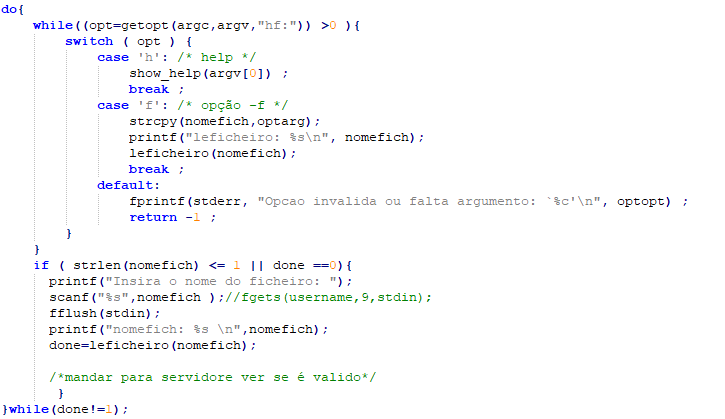 do{
while((opt=getopt(argc,argv,"hf:")) >0 ){
switch ( opt ) {
case 'h': /* help */
show_help(argv[0]) ;
break ;
case 'f': /* opção -f */
strcpy(nomefich,optarg);
printf("leficheiro: %s\n", nomefich);
leficheiro(nomefich);
break ;
default:
fprintf(stderr, "Opcao invalida ou falta argumento: `%c'\n", optopt) ;
return -1 ;
}
}
if ( strlen(nomefich) <= 1 || done ==0){
printf("Insira o nome do ficheiro: ");
scanf("%s",nomefich );//fgets(username,9,stdin);
fflush(stdin);
printf("nomefich: %s \n",nomefich);
done=leficheiro(nomefich);
/*mandar para servidore ver se é valido*/
}
}while(done!=1);